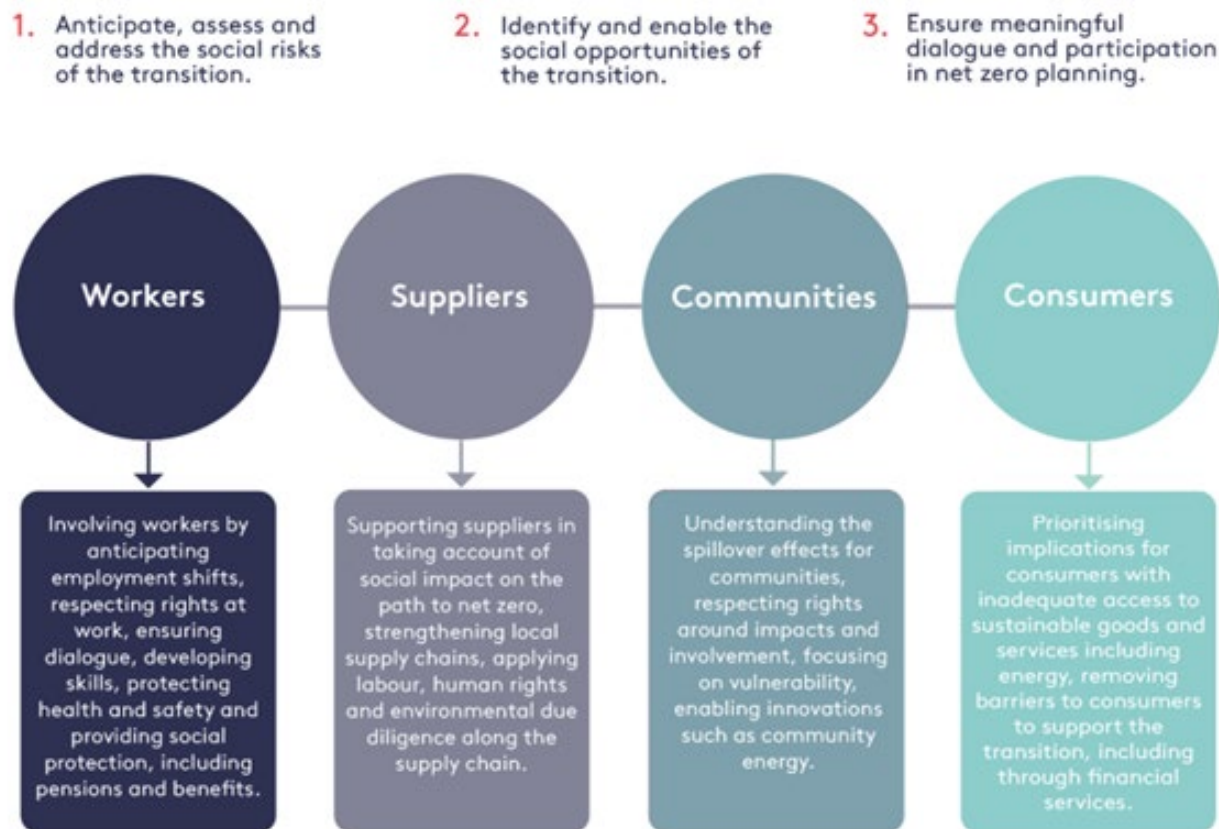 1. Anticipate, assess and
address the social risks
of the transition.
2. Identify and enable the
social opportunities of
the transition.
3. Ensure meaningful
dialogue and participation
in net zero planning.
Workers
Suppliers
Communities
Consumers
Involving workers by
anticipating
employment shifts,
respecting rights at
work, ensuring
dialogue, developing
skills, protecting
health and safety and
providing social
protection, including
pensions and benefits.
Supporting suppliers in
taking account of
social impact on the
path to net zero,
strengthening local
supply chains, applying
labour, human rights
and environmental due
diligence along the
supply chain.
Understanding the
spillover effects for
communities,
respecting rights
around impacts and
involvement, focusing
on vulnerability,
enabling innovations
such as community
energy.
Prioritising
implications for
consumers with
inadequate access to
sustainable goods and
services including
energy, removing
barriers to consumers
to support the
transition, including
through financial
services.